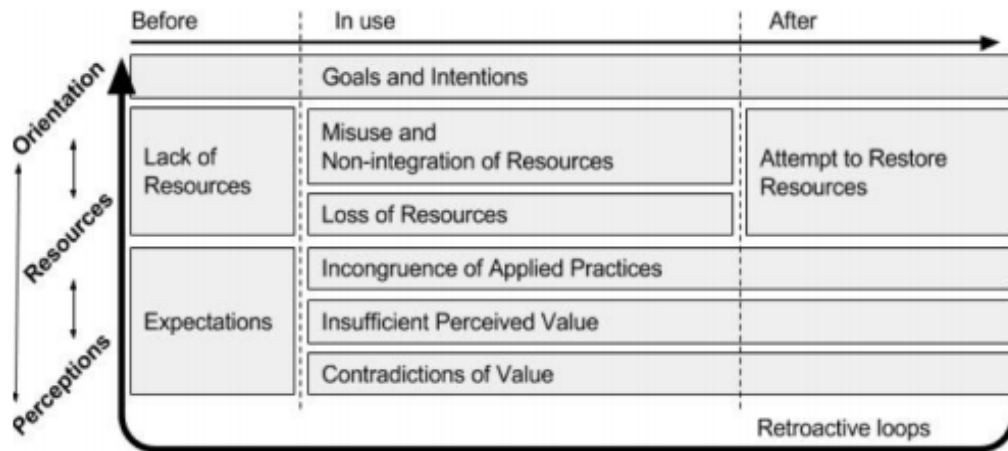 Before
In use
After
Orientation
Goals and Intentions
Lack of
Resources
Misuse and
Non-integration of Resources
Attempt to Restore
Resources
Resources
Loss of Resources
Incongruence of Applied Practices
Expectations
Insufficient Perceived Value
Perceptions
Contradictions of Value
Retroactive loops